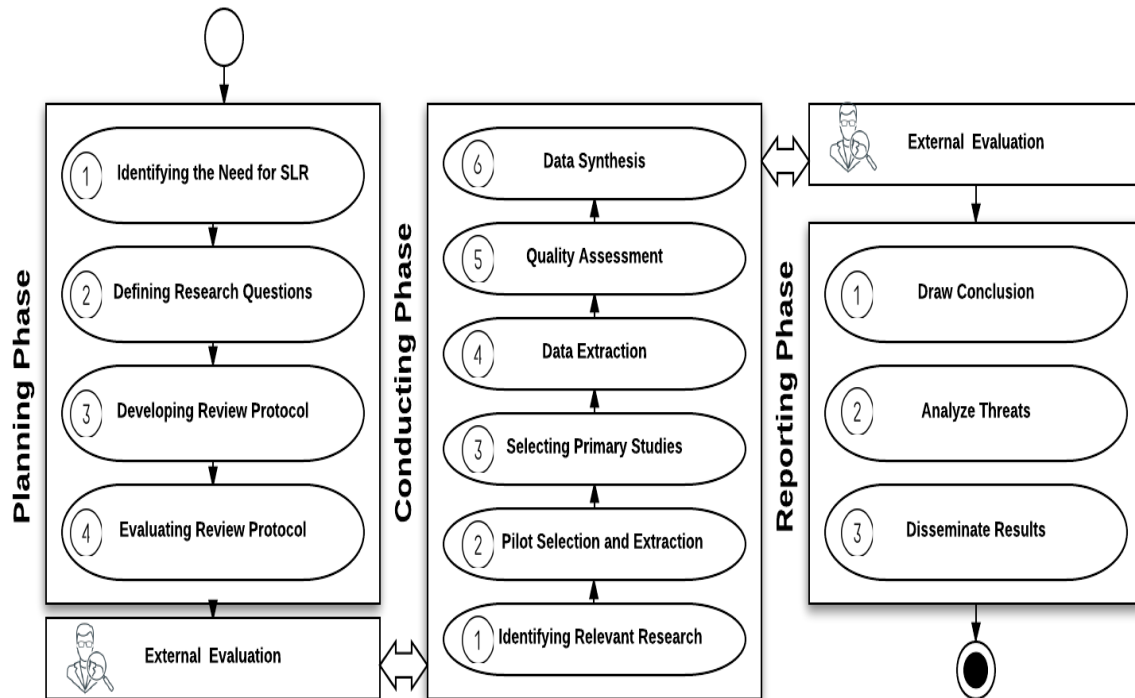 Planning Phase
1 Identifying the Need for SLR
2 Defining Research Questions
3 Developing Review Protocol
4 Evaluating Review Protocol
External Evaluation
Conducting Phase
6 Data Synthesis
5 Quality Assessment
4 Data Extraction
3 Selecting Primary Studies
2 Pilot Selection and Extraction
1 Identifying Relevant Research
External Evaluation
Reporting Phase
1 Draw Conclusion
2 Analyze Threats
3 Disseminate Results